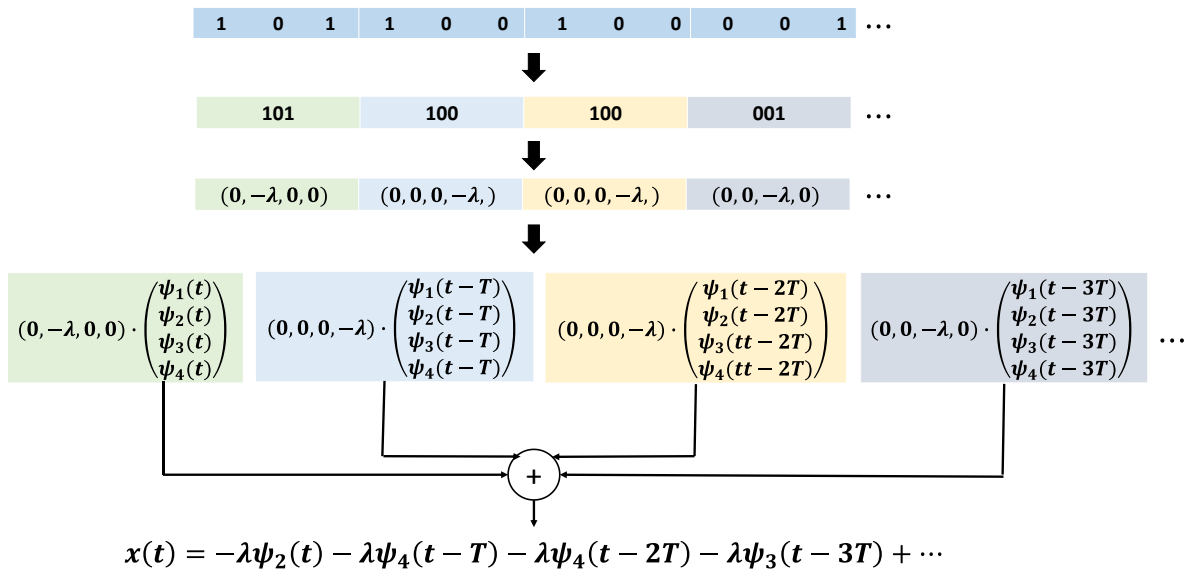 1 0 1 1 0 0 1 0 0 0 0 1 ⋯
101 100 100 001 ⋯
(0, −λ, 0, 0) (0, 0, 0, −λ, ) (0, 0, 0, −λ, ) (0, 0, −λ, 0) ⋯
ψ₁(t) ψ₁(t − T) ψ₁(t − 2T) ψ₁(t − 3T)
ψ₂(t) ψ₂(t − T) ψ₂(t − 2T) ψ₂(t − 3T)
(0, −λ, 0, 0) · (0, 0, 0, −λ) · (0, 0, 0, −λ) · (0, 0, −λ, 0) · ⋯
ψ₃(t) ψ₃(t − T) ψ₃(tt − 2T) ψ₃(t − 3T)
ψ₄(t) ψ₄(t − T) ψ₄(tt − 2T) ψ₄(t − 3T)
+
x(t) = −λψ₂(t) − λψ₄(t − T) − λψ₄(t − 2T) − λψ₃(t − 3T) + ⋯